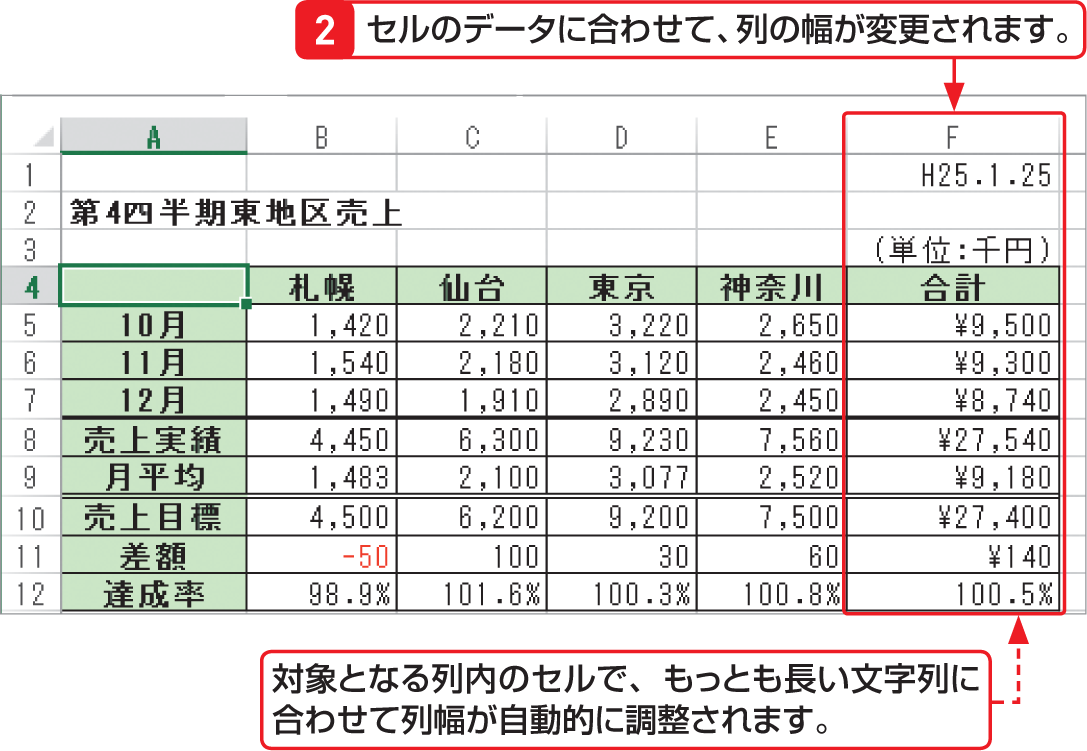 2 セルのデータに合わせて、列の幅が変更されます。
A B C D E F
1 H25.1.25
2 第4四半期東地区売上
3 (単位:千円)
4 札幌 仙台 東京 神奈川 合計
5 10月 1,420 2,210 3,220 2,650 ¥9,500
6 11月 1,540 2,180 3,120 2,460 ¥9,300
7 12月 1,490 1,910 2,890 2,450 ¥8,740
8 売上実績 4,450 6,300 9,230 7,560 ¥27,540
9 月平均 1,483 2,100 3,077 2,520 ¥9,180
10 売上目標 4,500 6,200 9,200 7,500 ¥27,400
11 差額 -50 100 30 60 ¥140
12 達成率 98.9% 101.6% 100.3% 100.8% 100.5%
対象となる列内のセルで、もっとも長い文字列に
合わせて列幅が自動的に調整されます。